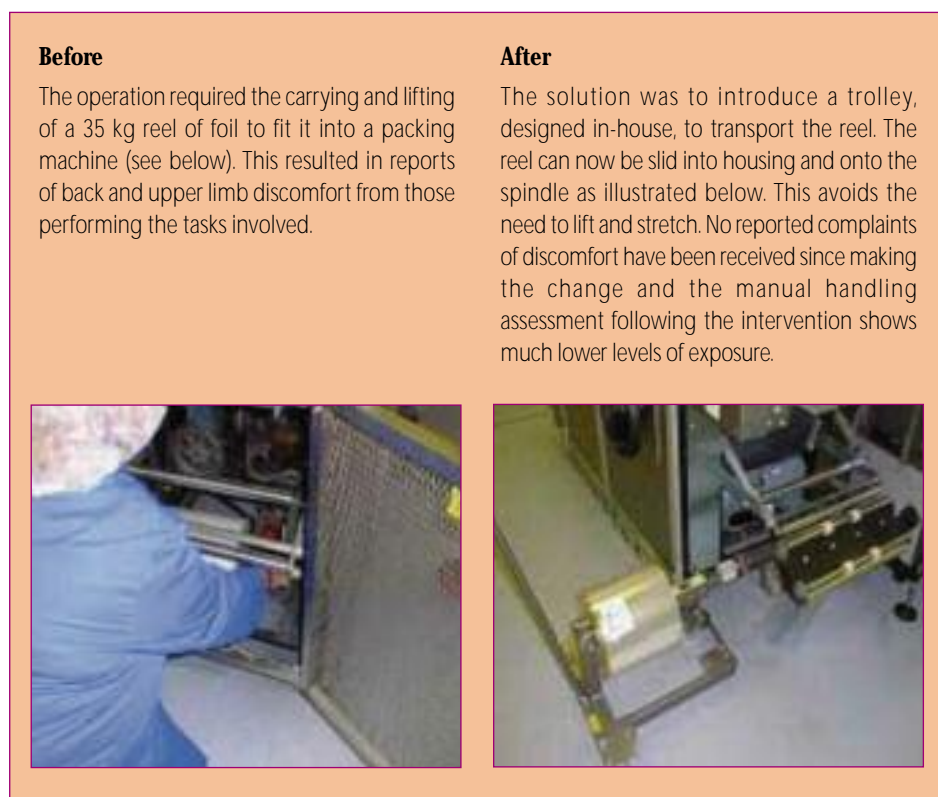 Before
The operation required the carrying and lifting
of a 35 kg reel of foil to fit it into a packing
machine (see below). This resulted in reports
of back and upper limb discomfort from those
performing the tasks involved.
After
The solution was to introduce a trolley,
designed in-house, to transport the reel. The
reel can now be slid into housing and onto the
spindle as illustrated below. This avoids the
need to lift and stretch. No reported complaints
of discomfort have been received since making
the change and the manual handling
assessment following the intervention shows
much lower levels of exposure.